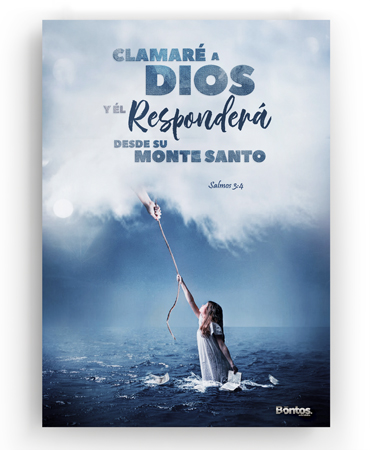 CLAMARÉ A
DIOS
Y ÉL Responderá
DESDE SU
MONTE SANTO
Salmos 3:4
Bontos